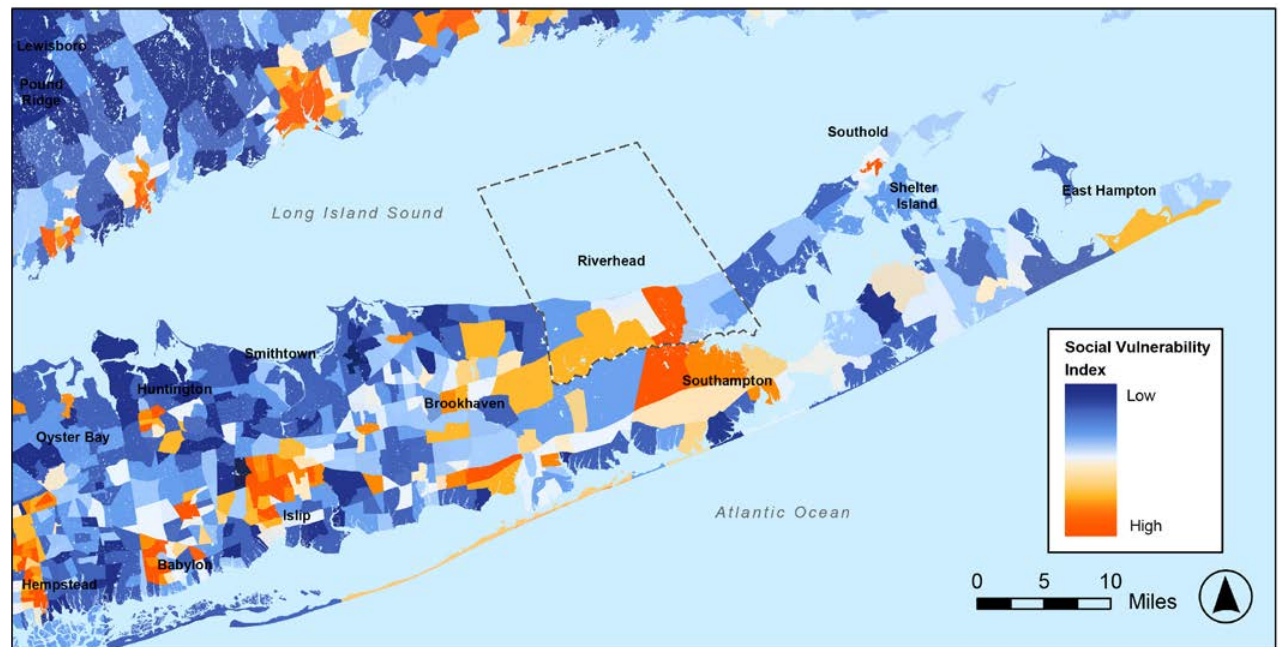 Lewisboro
Pound
Ridge
Southold
Shelter
Island
East Hampton
Long Island Sound
Riverhead
Smithtown
Huntington
Southampton
Brookhaven
Oyster Bay
Atlantic Ocean
Islip
Babylon
Hempstead
Social Vulnerability
Index
Low
High
0 5 10
Miles